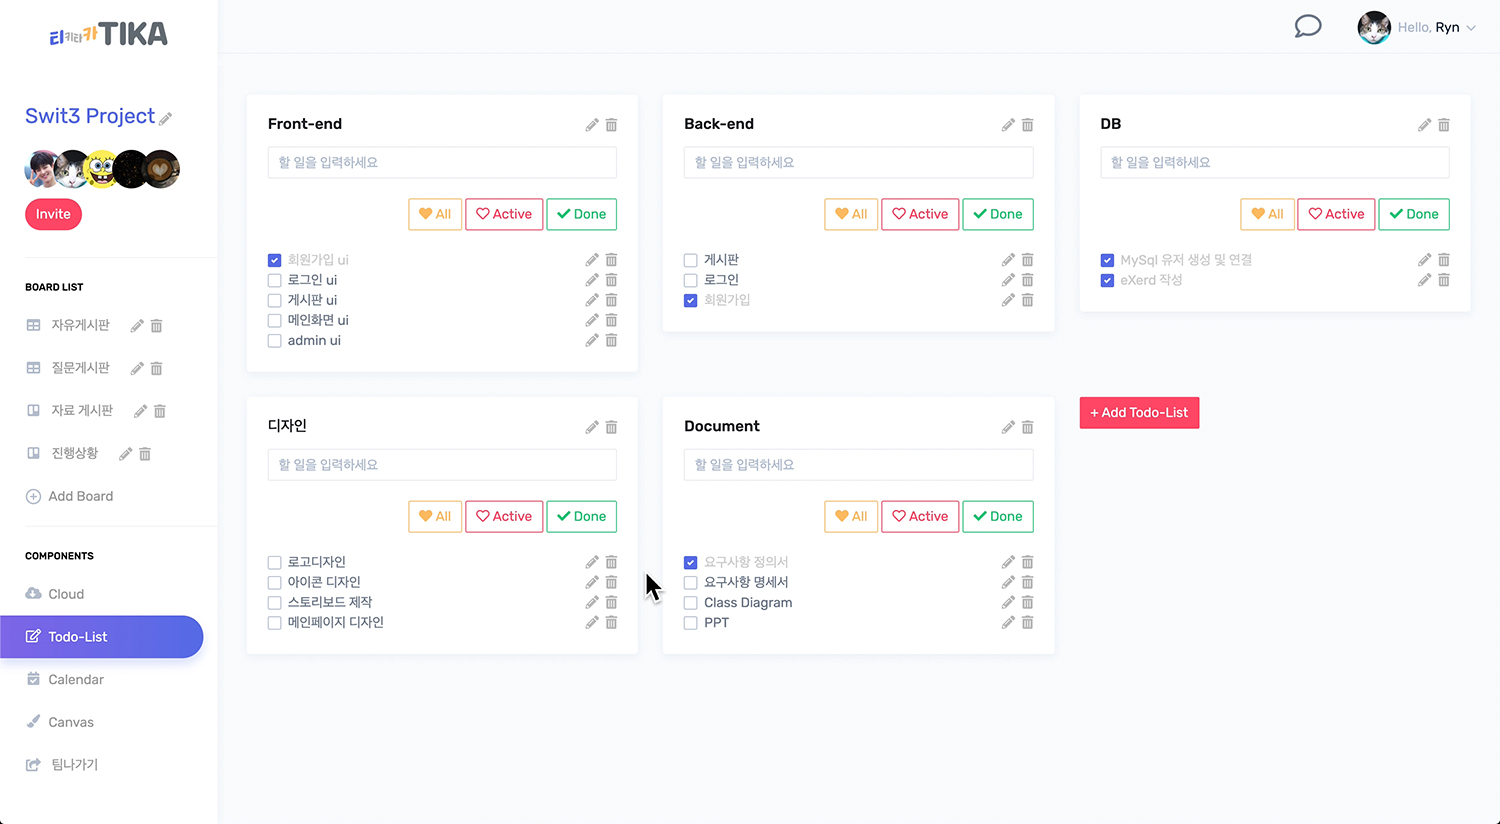 티키타카 TIKA
Hello, Ryn
Swit3 Project
Invite
BOARD LIST
자유게시판
질문게시판
자료 게시판
진행상황
Add Board
COMPONENTS
Cloud
Todo-List
Calendar
Canvas
팀나가기
Front-end
할 일을 입력하세요
All Active Done
회원가입 ui
로그인 ui
게시판 ui
메인화면 ui
admin ui
Back-end
할 일을 입력하세요
All Active Done
게시판
로그인
회원가입
DB
할 일을 입력하세요
All Active Done
MySql 유저 생성 및 연결
eXerd 작성
디자인
할 일을 입력하세요
All Active Done
로고디자인
아이콘 디자인
스토리보드 제작
메인페이지 디자인
Document
할 일을 입력하세요
All Active Done
요구사항 정의서
요구사항 명세서
Class Diagram
PPT
+ Add Todo-List